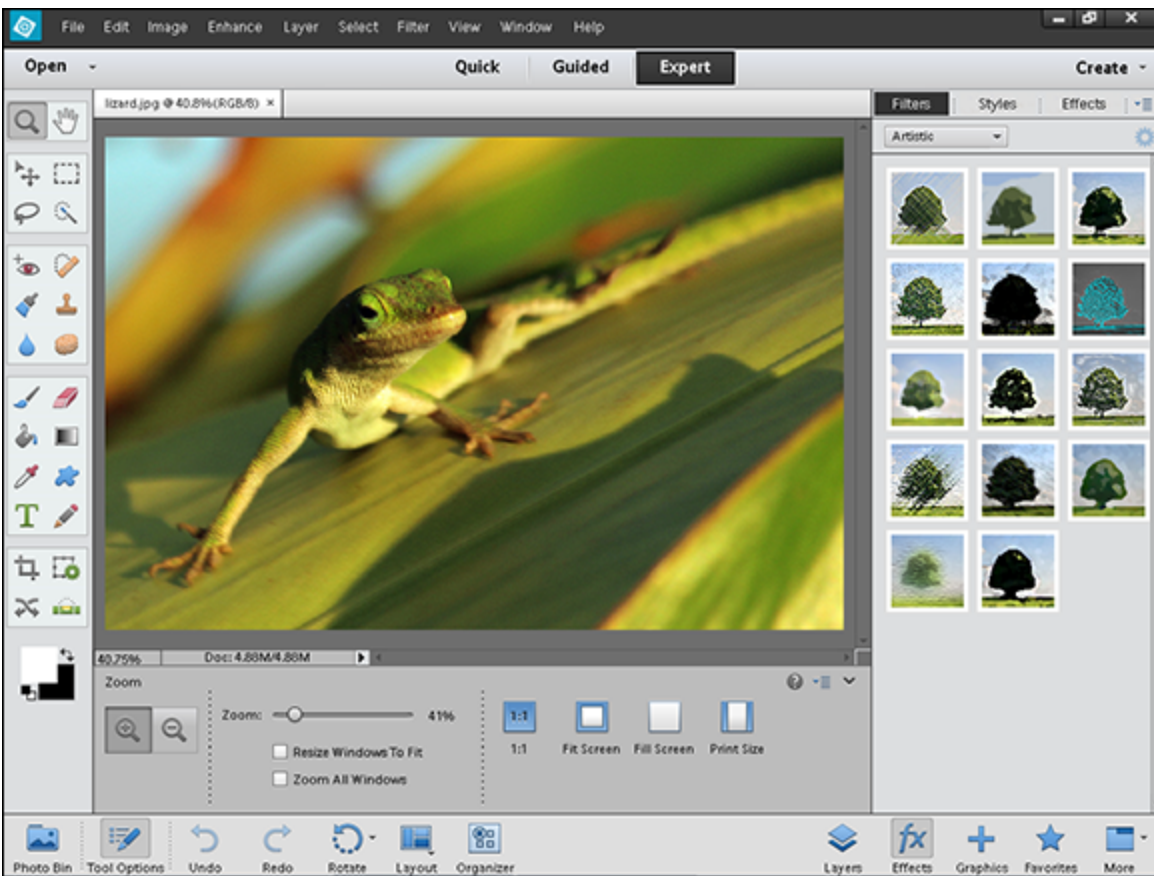 File Edit Image Enhance Layer Select Filter View Window Help
Open Quick Guided Expert Create
lizard.jpg @ 40.8%(RGB/8) ×
Filters Styles Effects
Artistic
T
40.75% Doc: 4.88M/4.88M
Zoom
Zoom: 41%
1:1
Resize Windows To Fit
1:1 Fit Screen Fill Screen Print Size
Zoom All Windows
Photo Bin Tool Options Undo Redo Rotate Layout Organizer Layers fx Effects Graphics Favorites More